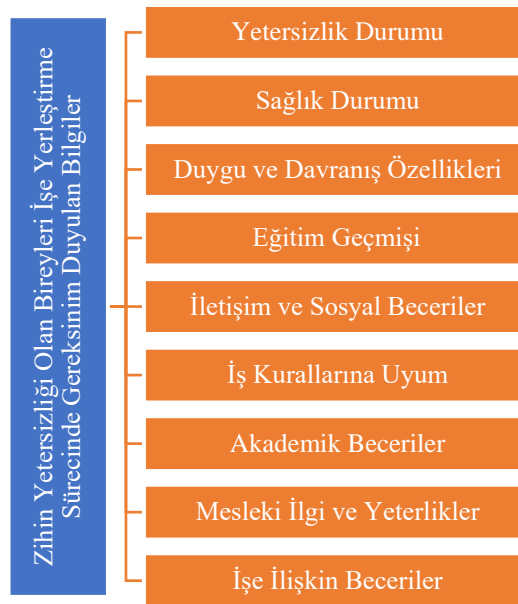 Zihin Yetersizliği Olan Bireyleri İşe Yerleştirme
Sürecinde Gereksinim Duyulan Bilgiler
Yetersizlik Durumu
Sağlık Durumu
Duygu ve Davranış Özellikleri
Eğitim Geçmişi
İletişim ve Sosyal Beceriler
İş Kurallarına Uyum
Akademik Beceriler
Mesleki İlgi ve Yeterlikler
İşe İlişkin Beceriler